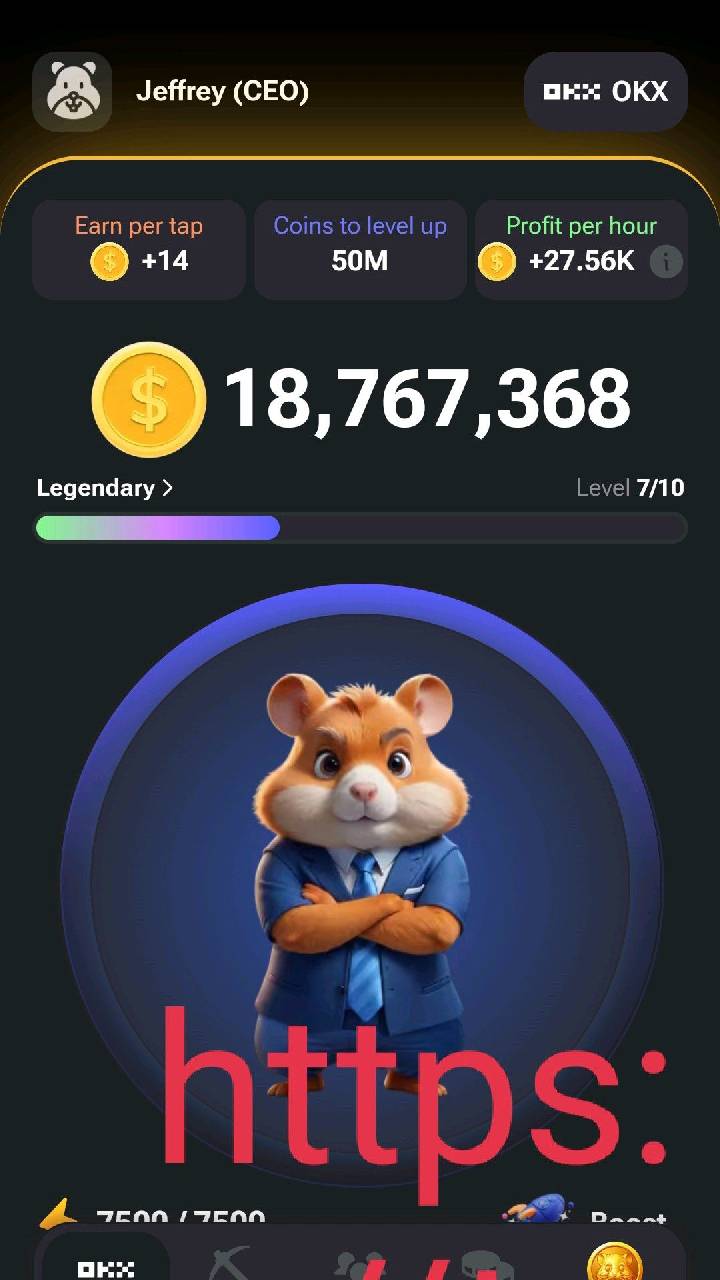 Jeffrey (CEO)
OKX OKX
Earn per tap
Coins to level up
Profit per hour
+14
50M
+27.56K
18,767,368
Legendary >
Level 7/10
https:
7500 / 7500
Boost
OKX